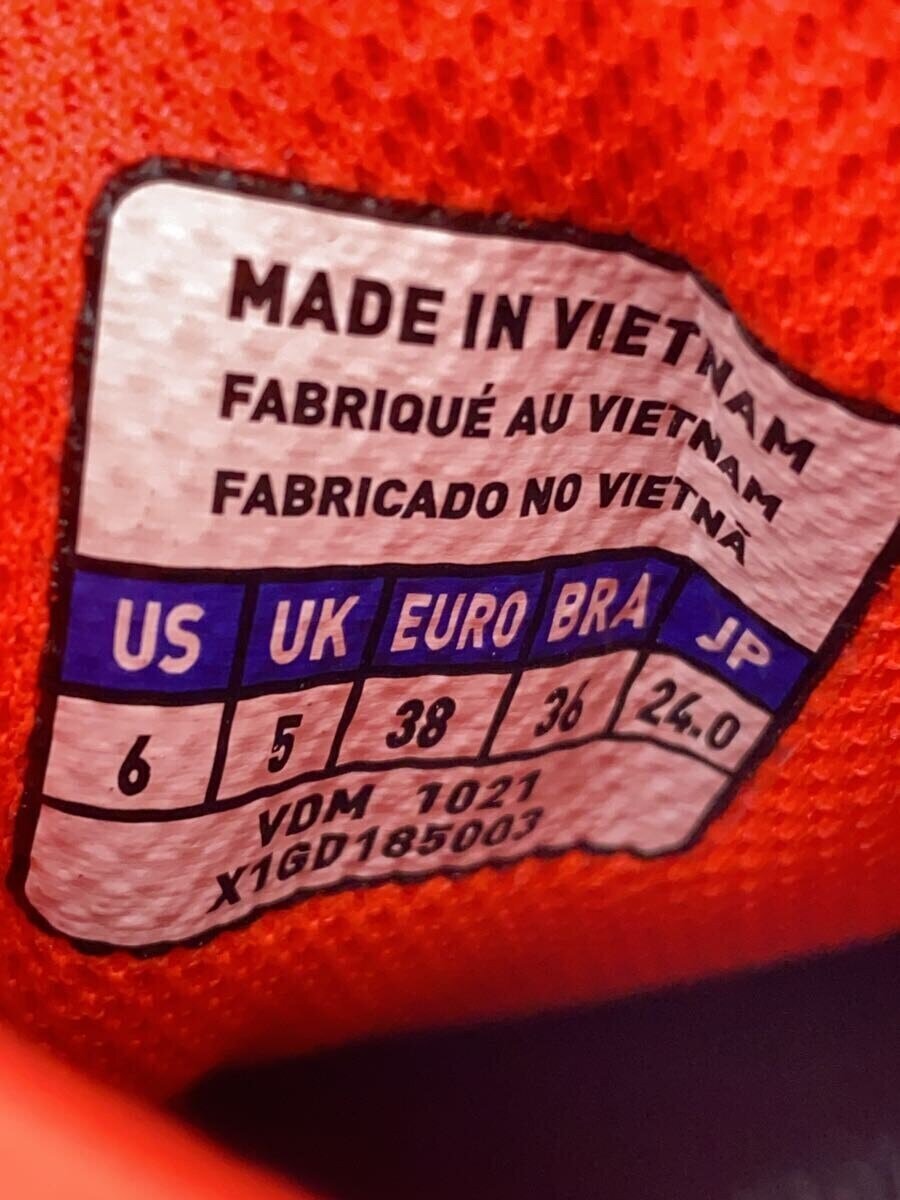 MADE IN VIETNAM
FABRIQUÉ AU VIETNAM
FABRICADO NO VIETNÃ
US UK EURO BRA JP
6 5 38 36 24.0
VDM 1021
X1GD185003